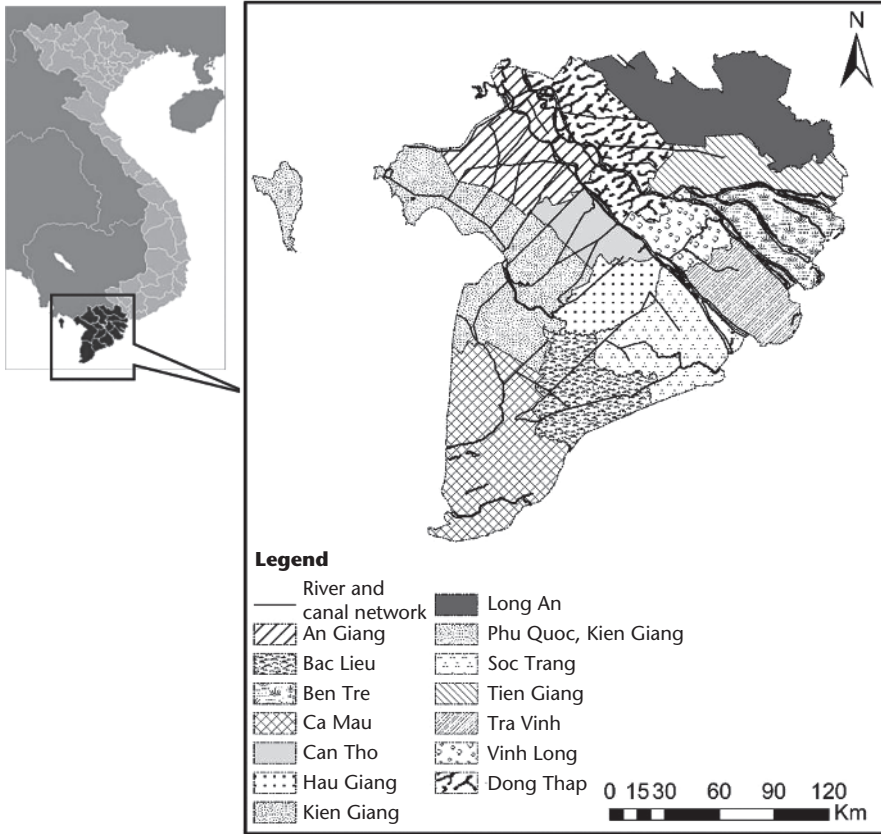 N
Legend
River and
canal network
An Giang
Bac Lieu
Ben Tre
Ca Mau
Can Tho
Hau Giang
Kien Giang
Long An
Phu Quoc, Kien Giang
Soc Trang
Tien Giang
Tra Vinh
Vinh Long
Dong Thap
0 15 30 60 90 120
Km